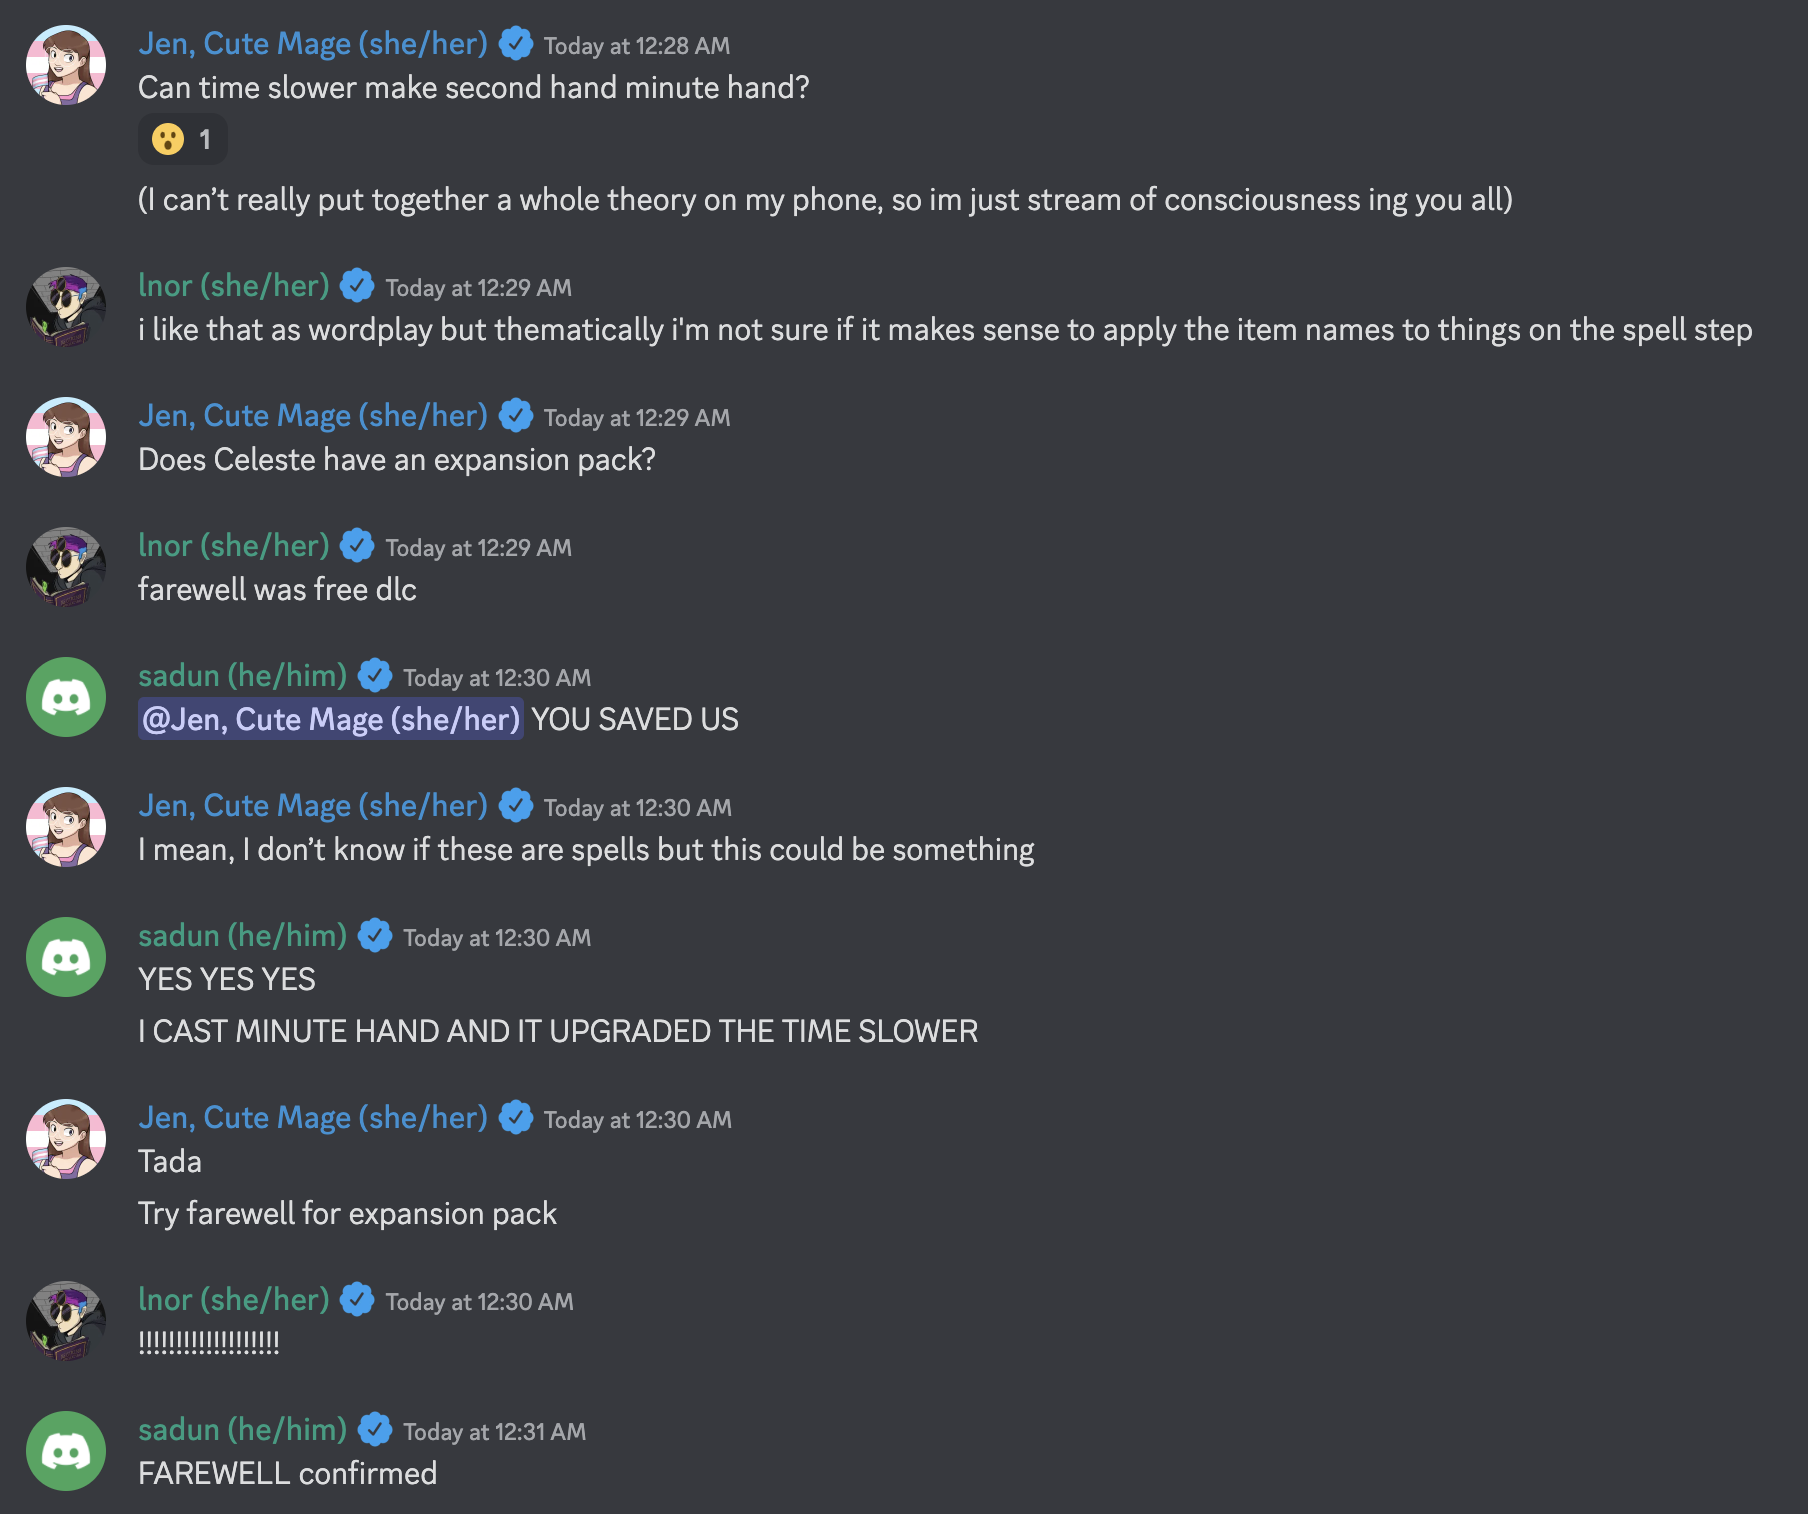 Jen, Cute Mage (she/her) Today at 12:28 AM
Can time slower make second hand minute hand?
😮 1
(I can’t really put together a whole theory on my phone, so im just stream of consciousness ing you all)
lnor (she/her) Today at 12:29 AM
i like that as wordplay but thematically i'm not sure if it makes sense to apply the item names to things on the spell step
Jen, Cute Mage (she/her) Today at 12:29 AM
Does Celeste have an expansion pack?
lnor (she/her) Today at 12:29 AM
farewell was free dlc
sadun (he/him) Today at 12:30 AM
@Jen, Cute Mage (she/her) YOU SAVED US
Jen, Cute Mage (she/her) Today at 12:30 AM
I mean, I don’t know if these are spells but this could be something
sadun (he/him) Today at 12:30 AM
YES YES YES
I CAST MINUTE HAND AND IT UPGRADED THE TIME SLOWER
Jen, Cute Mage (she/her) Today at 12:30 AM
Tada
Try farewell for expansion pack
lnor (she/her) Today at 12:30 AM
!!!!!!!!!!!!!!!!!!!
sadun (he/him) Today at 12:31 AM
FAREWELL confirmed